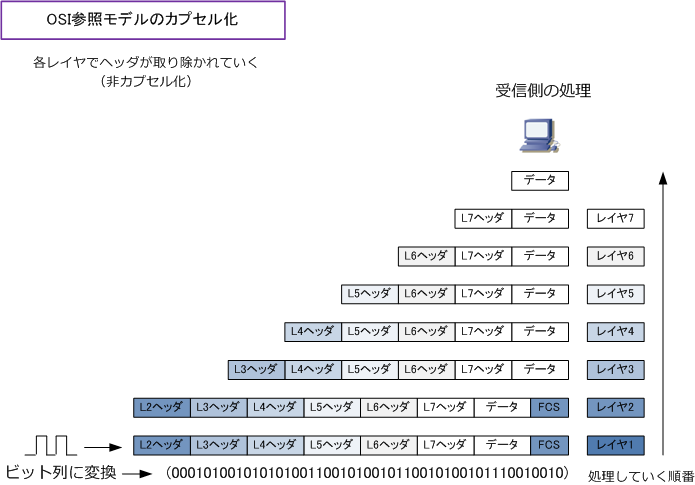 OSI参照モデルのカプセル化
各レイヤでヘッダが取り除かれていく
（非カプセル化）
受信側の処理
データ
L7ヘッダ データ レイヤ7
L6ヘッダ L7ヘッダ データ レイヤ6
L5ヘッダ L6ヘッダ L7ヘッダ データ レイヤ5
L4ヘッダ L5ヘッダ L6ヘッダ L7ヘッダ データ レイヤ4
L3ヘッダ L4ヘッダ L5ヘッダ L6ヘッダ L7ヘッダ データ レイヤ3
L2ヘッダ L3ヘッダ L4ヘッダ L5ヘッダ L6ヘッダ L7ヘッダ データ FCS レイヤ2
L2ヘッダ L3ヘッダ L4ヘッダ L5ヘッダ L6ヘッダ L7ヘッダ データ FCS レイヤ1
ビット列に変換 （0001010010101010011001010010110010100101110010010）
処理していく順番